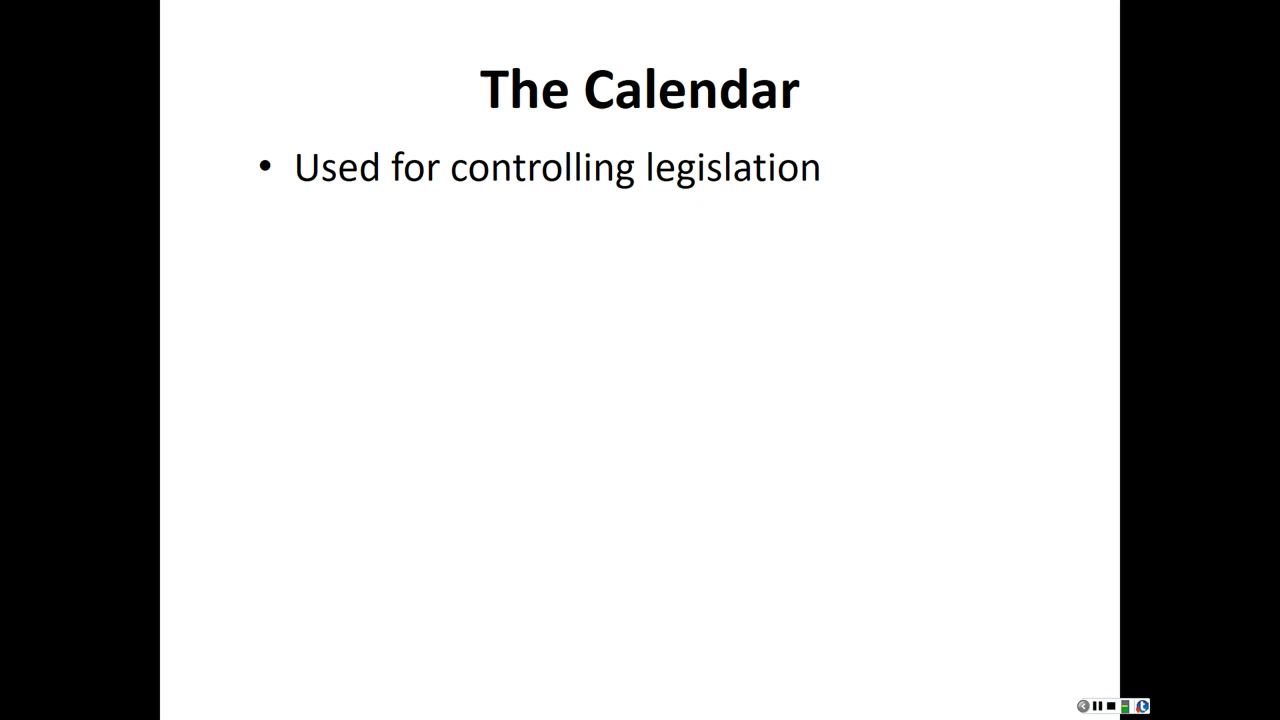 The Calendar
• Used for controlling legislation